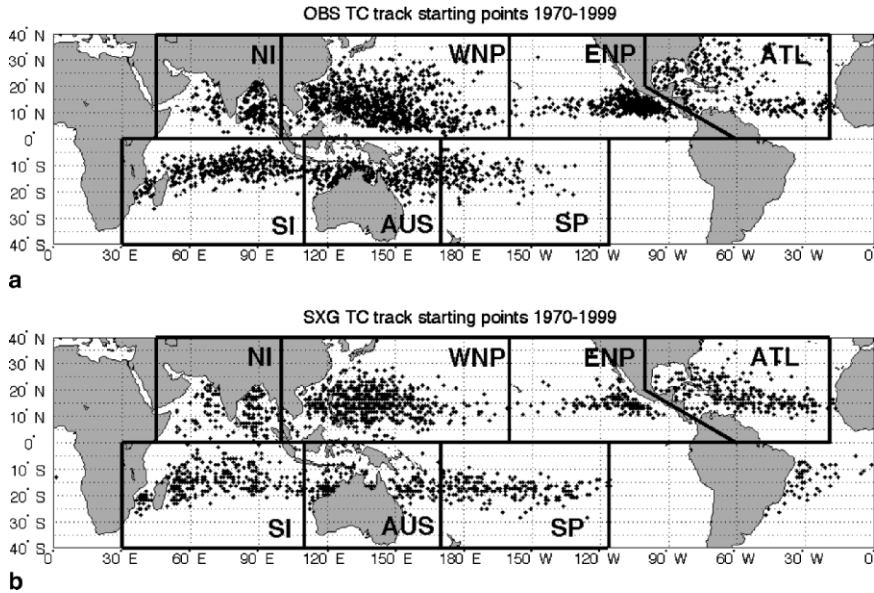 OBS TC track starting points 1970-1999
40° N
30° N
20° N
10° N
0°
10° S
20° S
30° S
40° S
NI
WNP
ENP
ATL
SI
AUS
SP
30° E 60° E 90° E 120° E 150° E 180° W 150° W 120° W 90° W 60° W 30° W 0°
a
SXG TC track starting points 1970-1999
40° N
30° N
20° N
10° N
0°
10° S
20° S
30° S
40° S
NI
WNP
ENP
ATL
SI
AUS
SP
30° E 60° E 90° E 120° E 150° E 180° W 150° W 120° W 90° W 60° W 30° W 0°
b